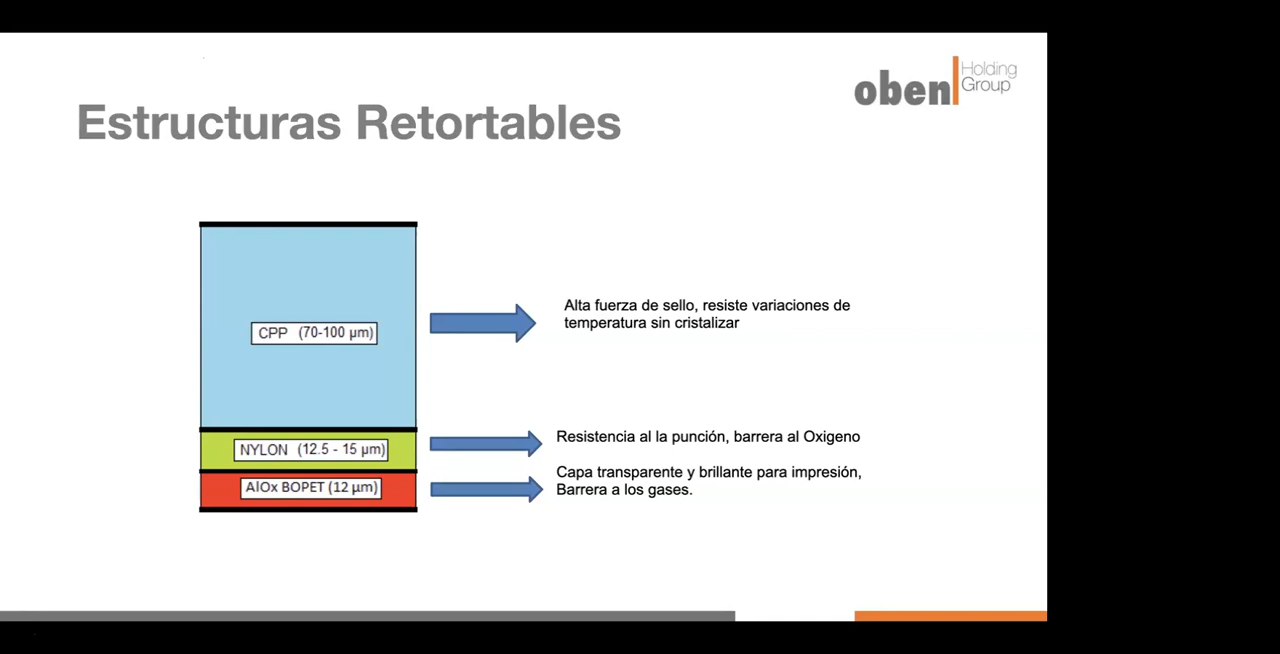 oben Holding
Group
Estructuras Retortables
CPP (70-100 µm)
Alta fuerza de sello, resiste variaciones de
temperatura sin cristalizar
NYLON (12.5 - 15 µm)
Resistencia al la punción, barrera al Oxigeno
AlOx BOPET (12 µm)
Capa transparente y brillante para impresión,
Barrera a los gases.